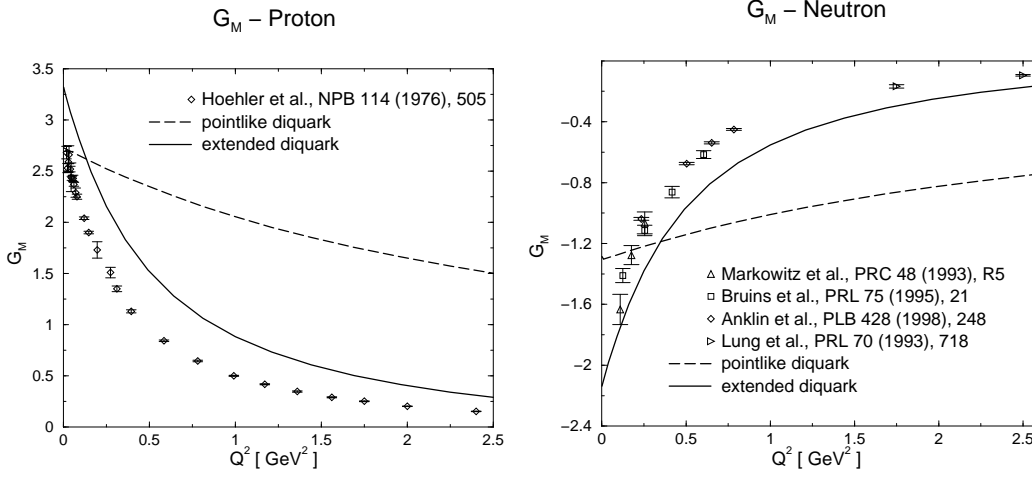 G_M – Proton
3.5
3
2.5
2
1.5
1
0.5
0
G_M
0 0.5 1 1.5 2 2.5
Q^2 [ GeV^2 ]
Hoehler et al., NPB 114 (1976), 505
pointlike diquark
extended diquark
G_M – Neutron
−0.4
−0.8
−1.2
−1.6
−2
−2.4
G_M
0 0.5 1 1.5 2 2.5
Q^2 [ GeV^2 ]
Markowitz et al., PRC 48 (1993), R5
Bruins et al., PRL 75 (1995), 21
Anklin et al., PLB 428 (1998), 248
Lung et al., PRL 70 (1993), 718
pointlike diquark
extended diquark